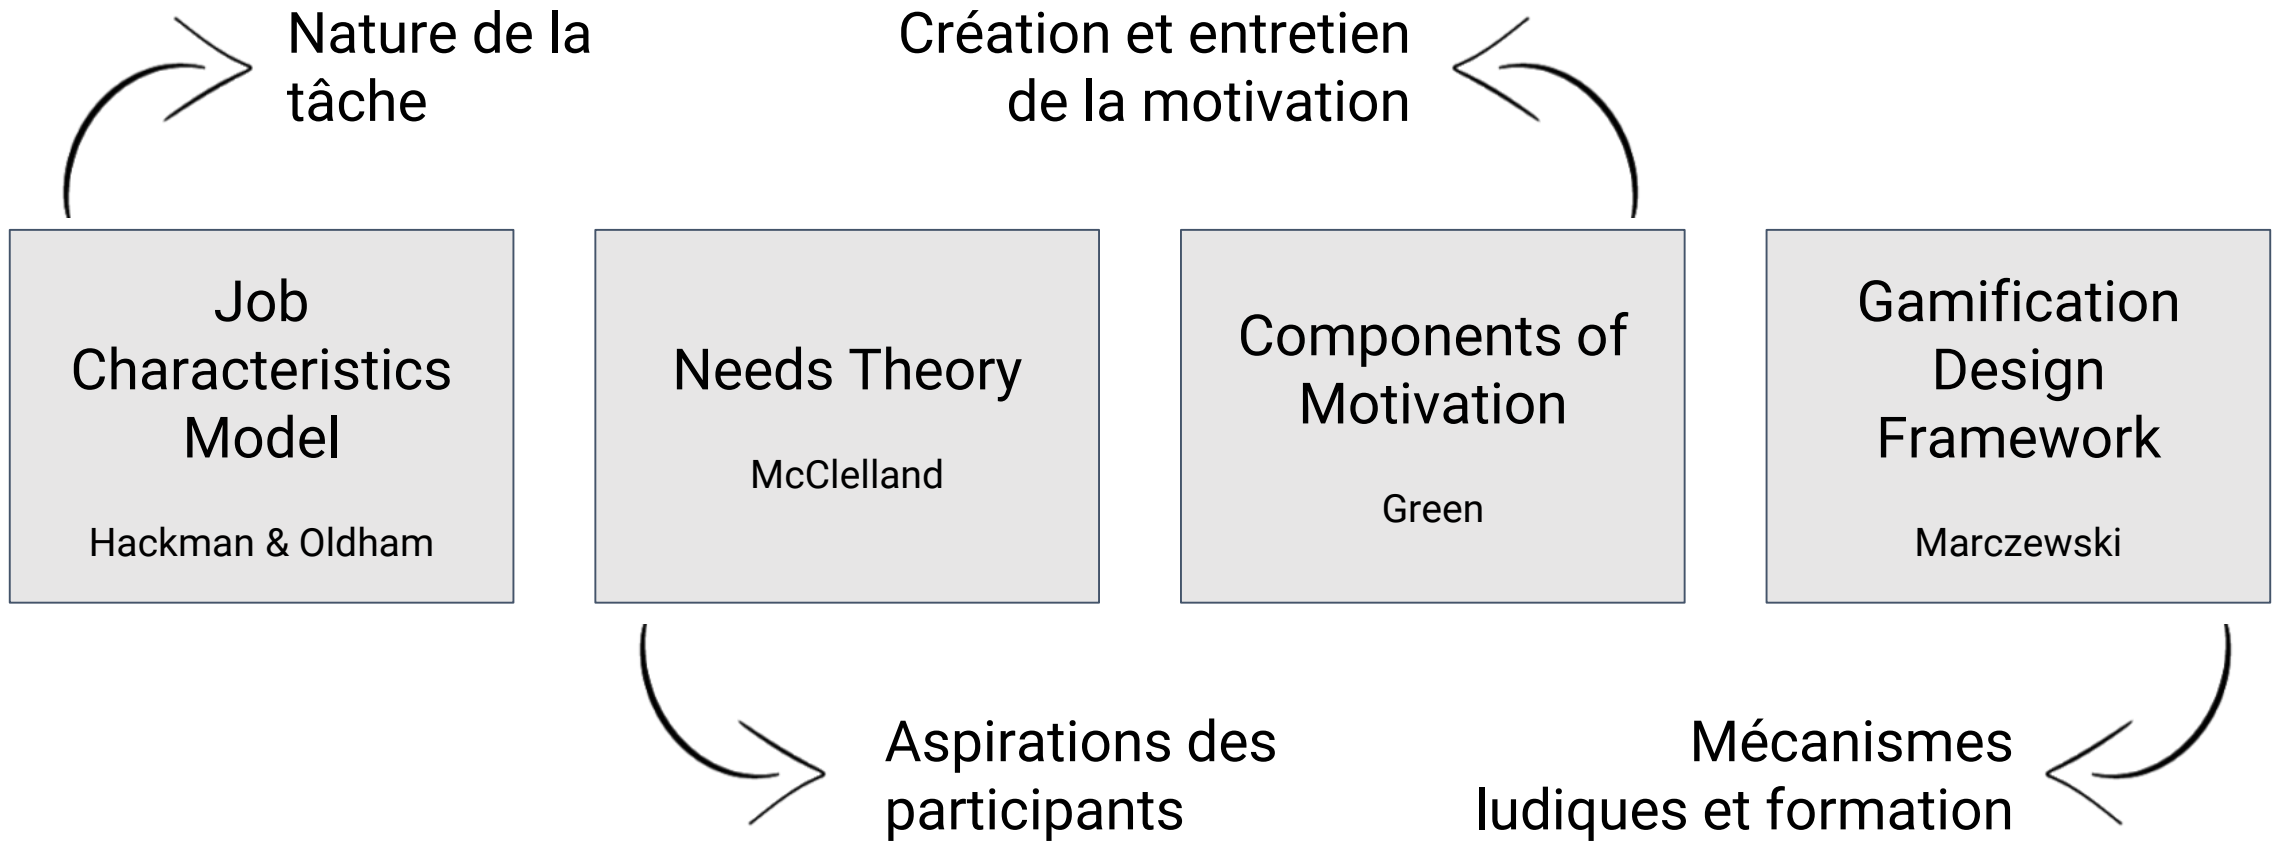 Nature de la
tâche
Création et entretien
de la motivation
Job
Characteristics
Model
Hackman & Oldham
Needs Theory
McClelland
Components of
Motivation
Green
Gamification
Design
Framework
Marczewski
Aspirations des
participants
Mécanismes
ludiques et formation